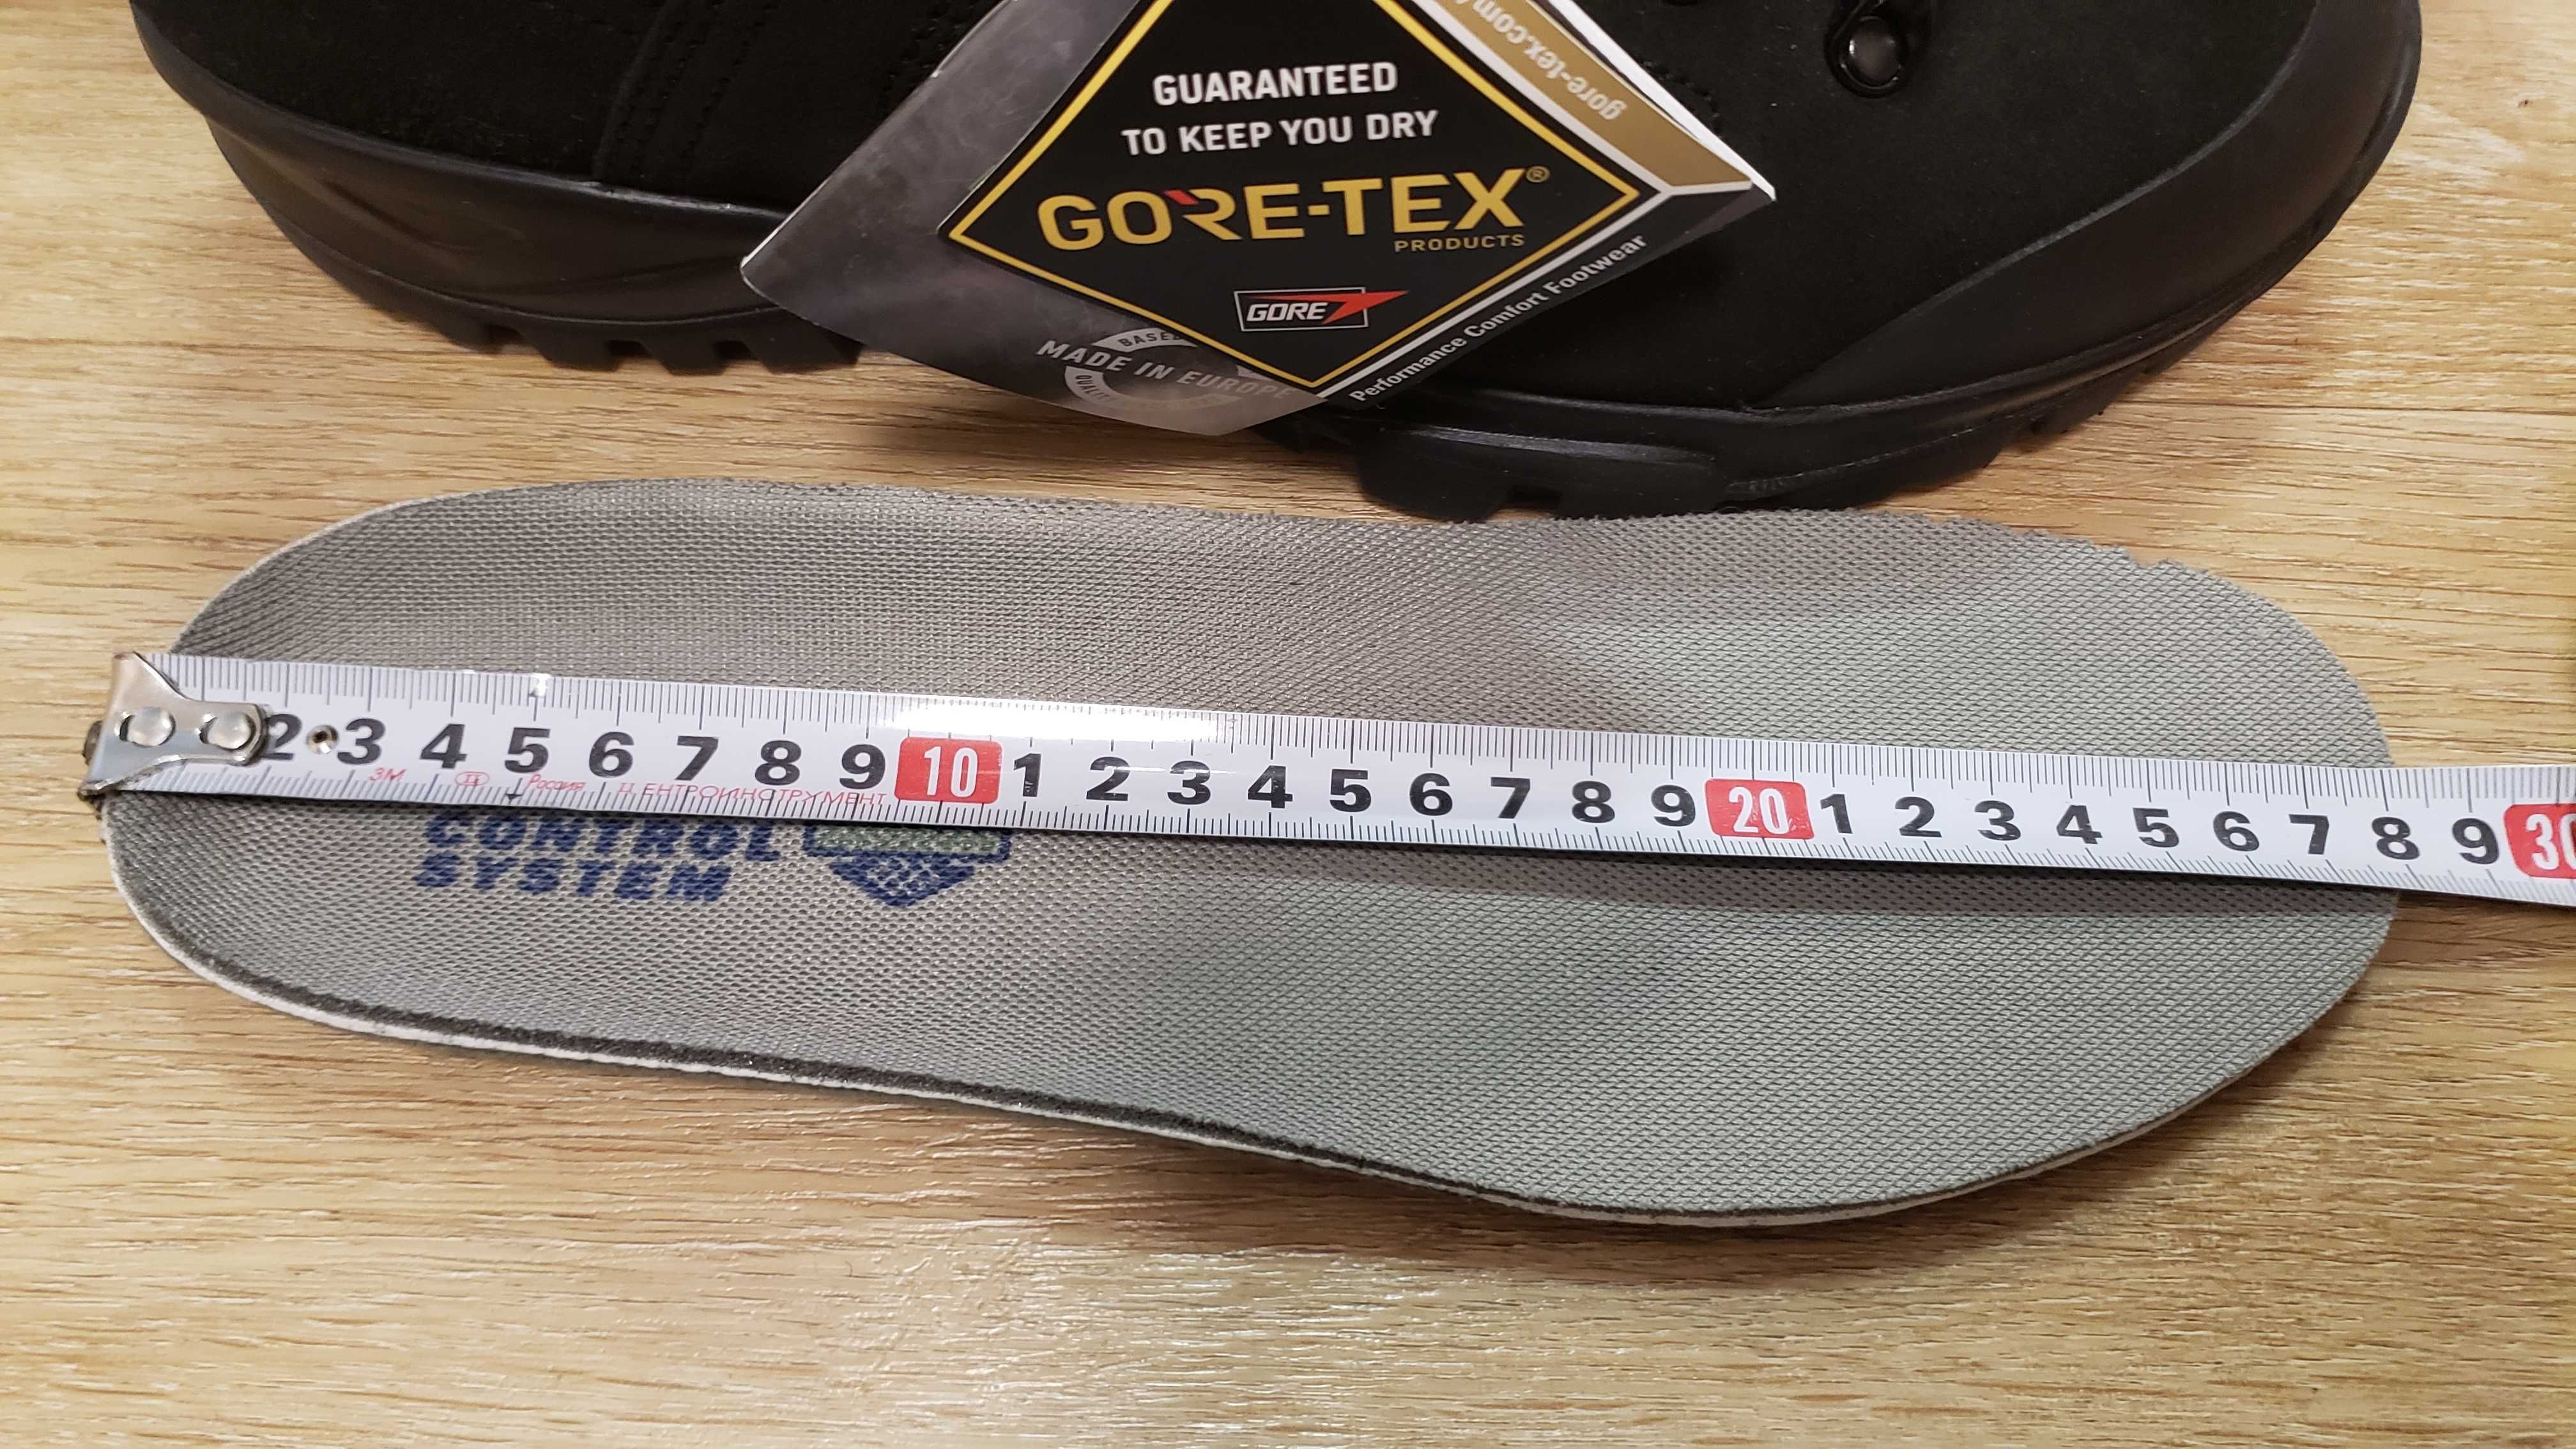 gore-tex.com
GUARANTEED
TO KEEP YOU DRY
GORE-TEX®
PRODUCTS
GORE
Performance Comfort Footwear
BASED
MADE IN EUROPE
2 3 4 5 6 7 8 9 10 1 2 3 4 5 6 7 8 9 20 1 2 3 4 5 6 7 8 9 30
3М Россия ЦЕНТРОИНСТРУМЕНТ
CONTROL
SYSTEM